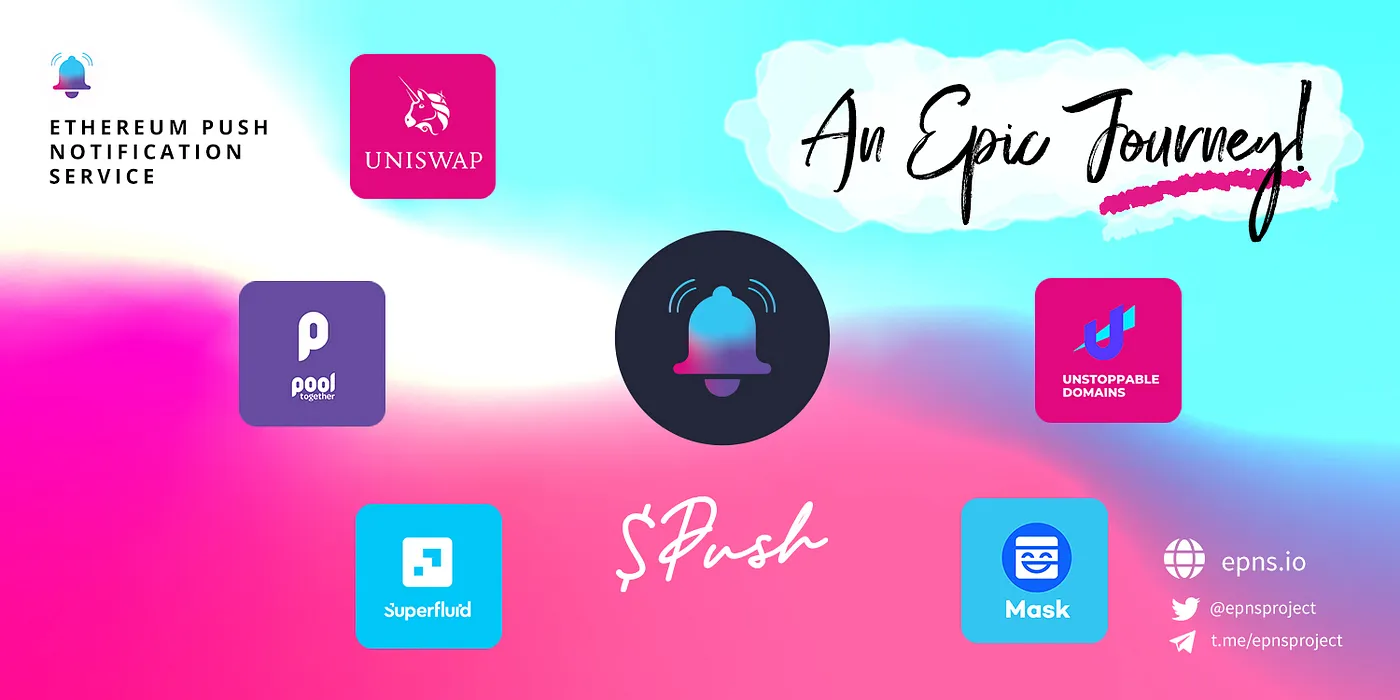 ETHEREUM PUSH
NOTIFICATION
SERVICE
UNISWAP
An Epic Journey!
pool
together
UNSTOPPABLE
DOMAINS
Superfluid
$Push
Mask
epns.io
@epnsproject
t.me/epnsproject